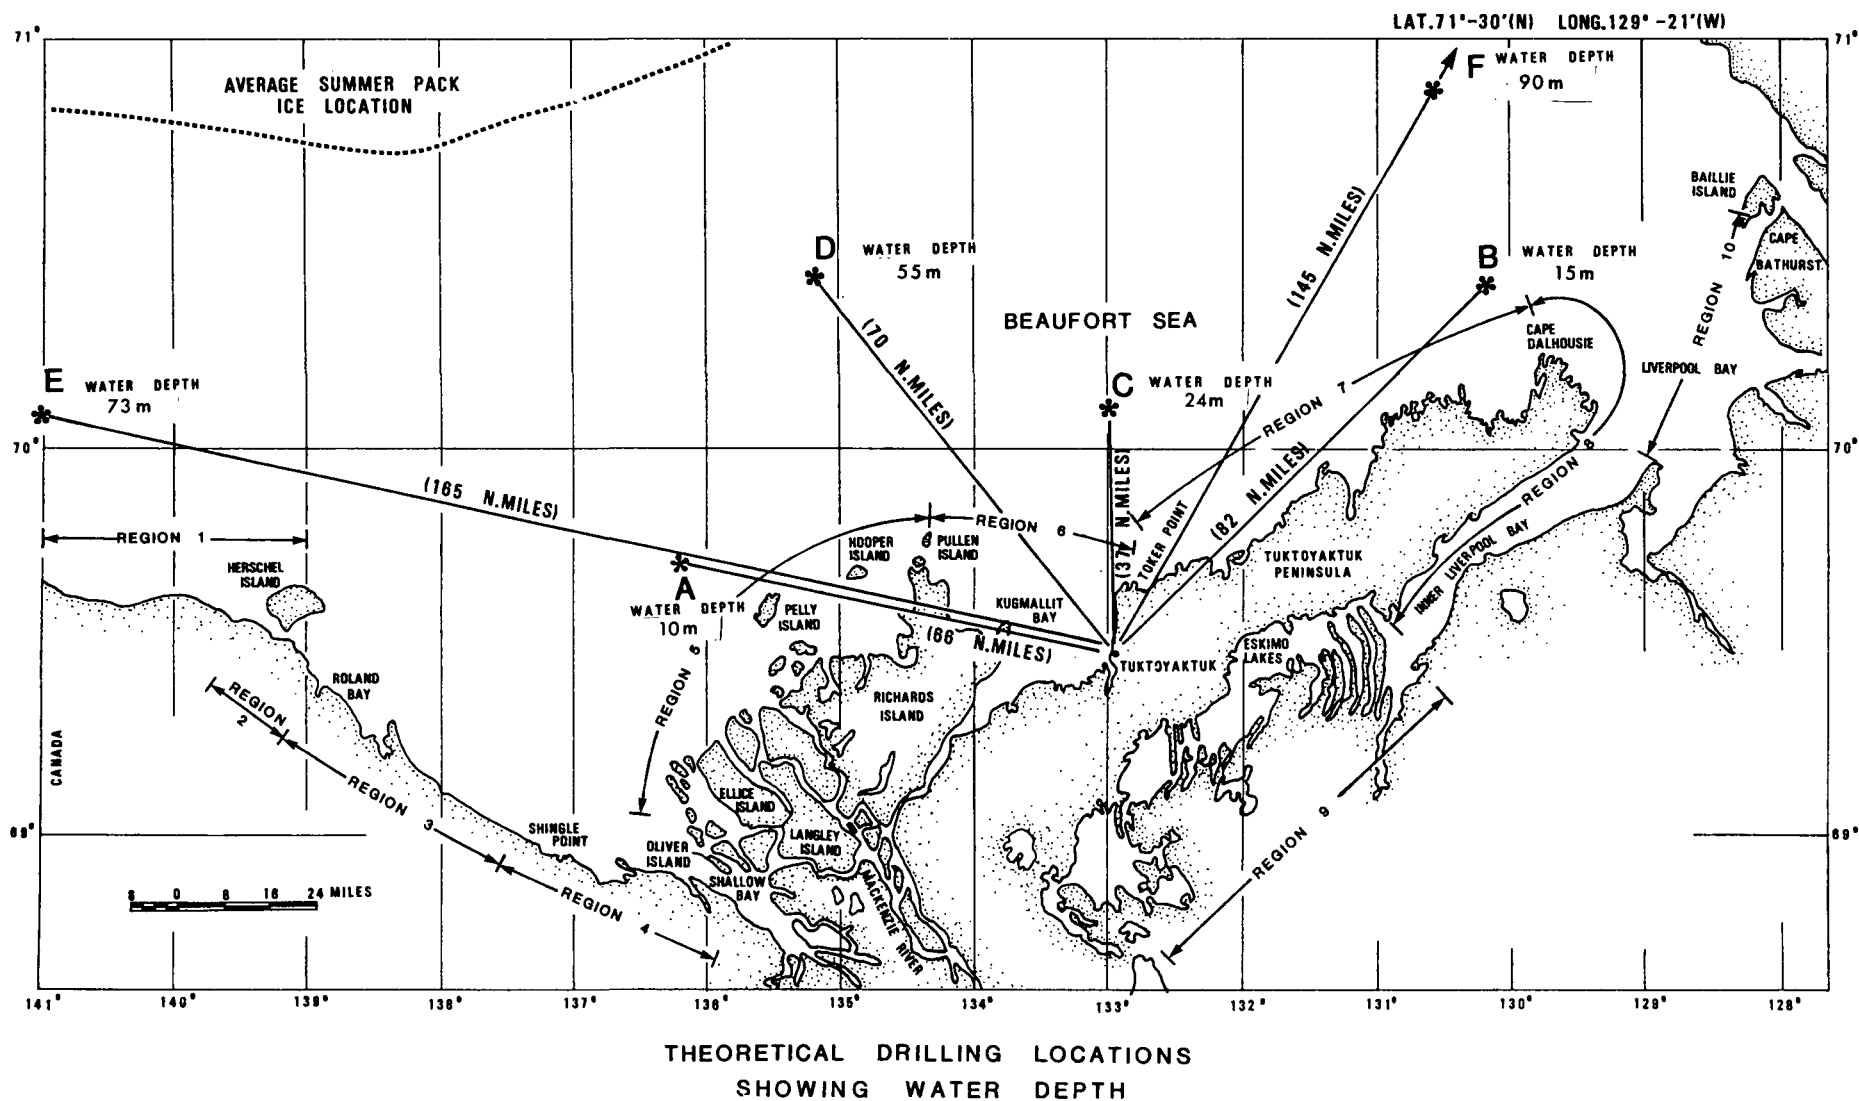 LAT.71°-30'(N) LONG.129°-21'(W)
71°
71°
AVERAGE SUMMER PACK
ICE LOCATION
F
WATER DEPTH
90m
BAILLIE
ISLAND
D
WATER DEPTH
55m
(145 N.MILES)
B
WATER DEPTH
15m
REGION 10
CAPE
BATHURST
BEAUFORT SEA
(70 N.MILES)
CAPE
DALHOUSIE
E
WATER DEPTH
73m
C
WATER DEPTH
24m
REGION 7
LIVERPOOL BAY
70°
70°
(165 N.MILES)
(37 N.MILES)
(82 N.MILES)
REGION 8
TOKER POINT
REGION 1
REGION 6
HOOPER
ISLAND
PULLEN
ISLAND
HERSCHEL
ISLAND
TUKTOYAKTUK
PENINSULA
INNER LIVERPOOL BAY
A
WATER DEPTH
10m
PELLY
ISLAND
KUGMALLIT
BAY
(66 N.MILES)
REGION 5
TUKTOYAKTUK
ESKIMO
LAKES
ROLAND
BAY
RICHARDS
ISLAND
REGION
2
CANADA
REGION 3
ELLICE
ISLAND
SHINGLE
POINT
LANGLEY
ISLAND
OLIVER
ISLAND
SHALLOW
BAY
MACKENZIE RIVER
REGION 9
69°
69°
REGION 4
8 0 8 16 24 MILES
141° 140° 139° 138° 137° 136° 135° 134° 133° 132° 131° 130° 129° 128°
THEORETICAL DRILLING LOCATIONS
SHOWING WATER DEPTH